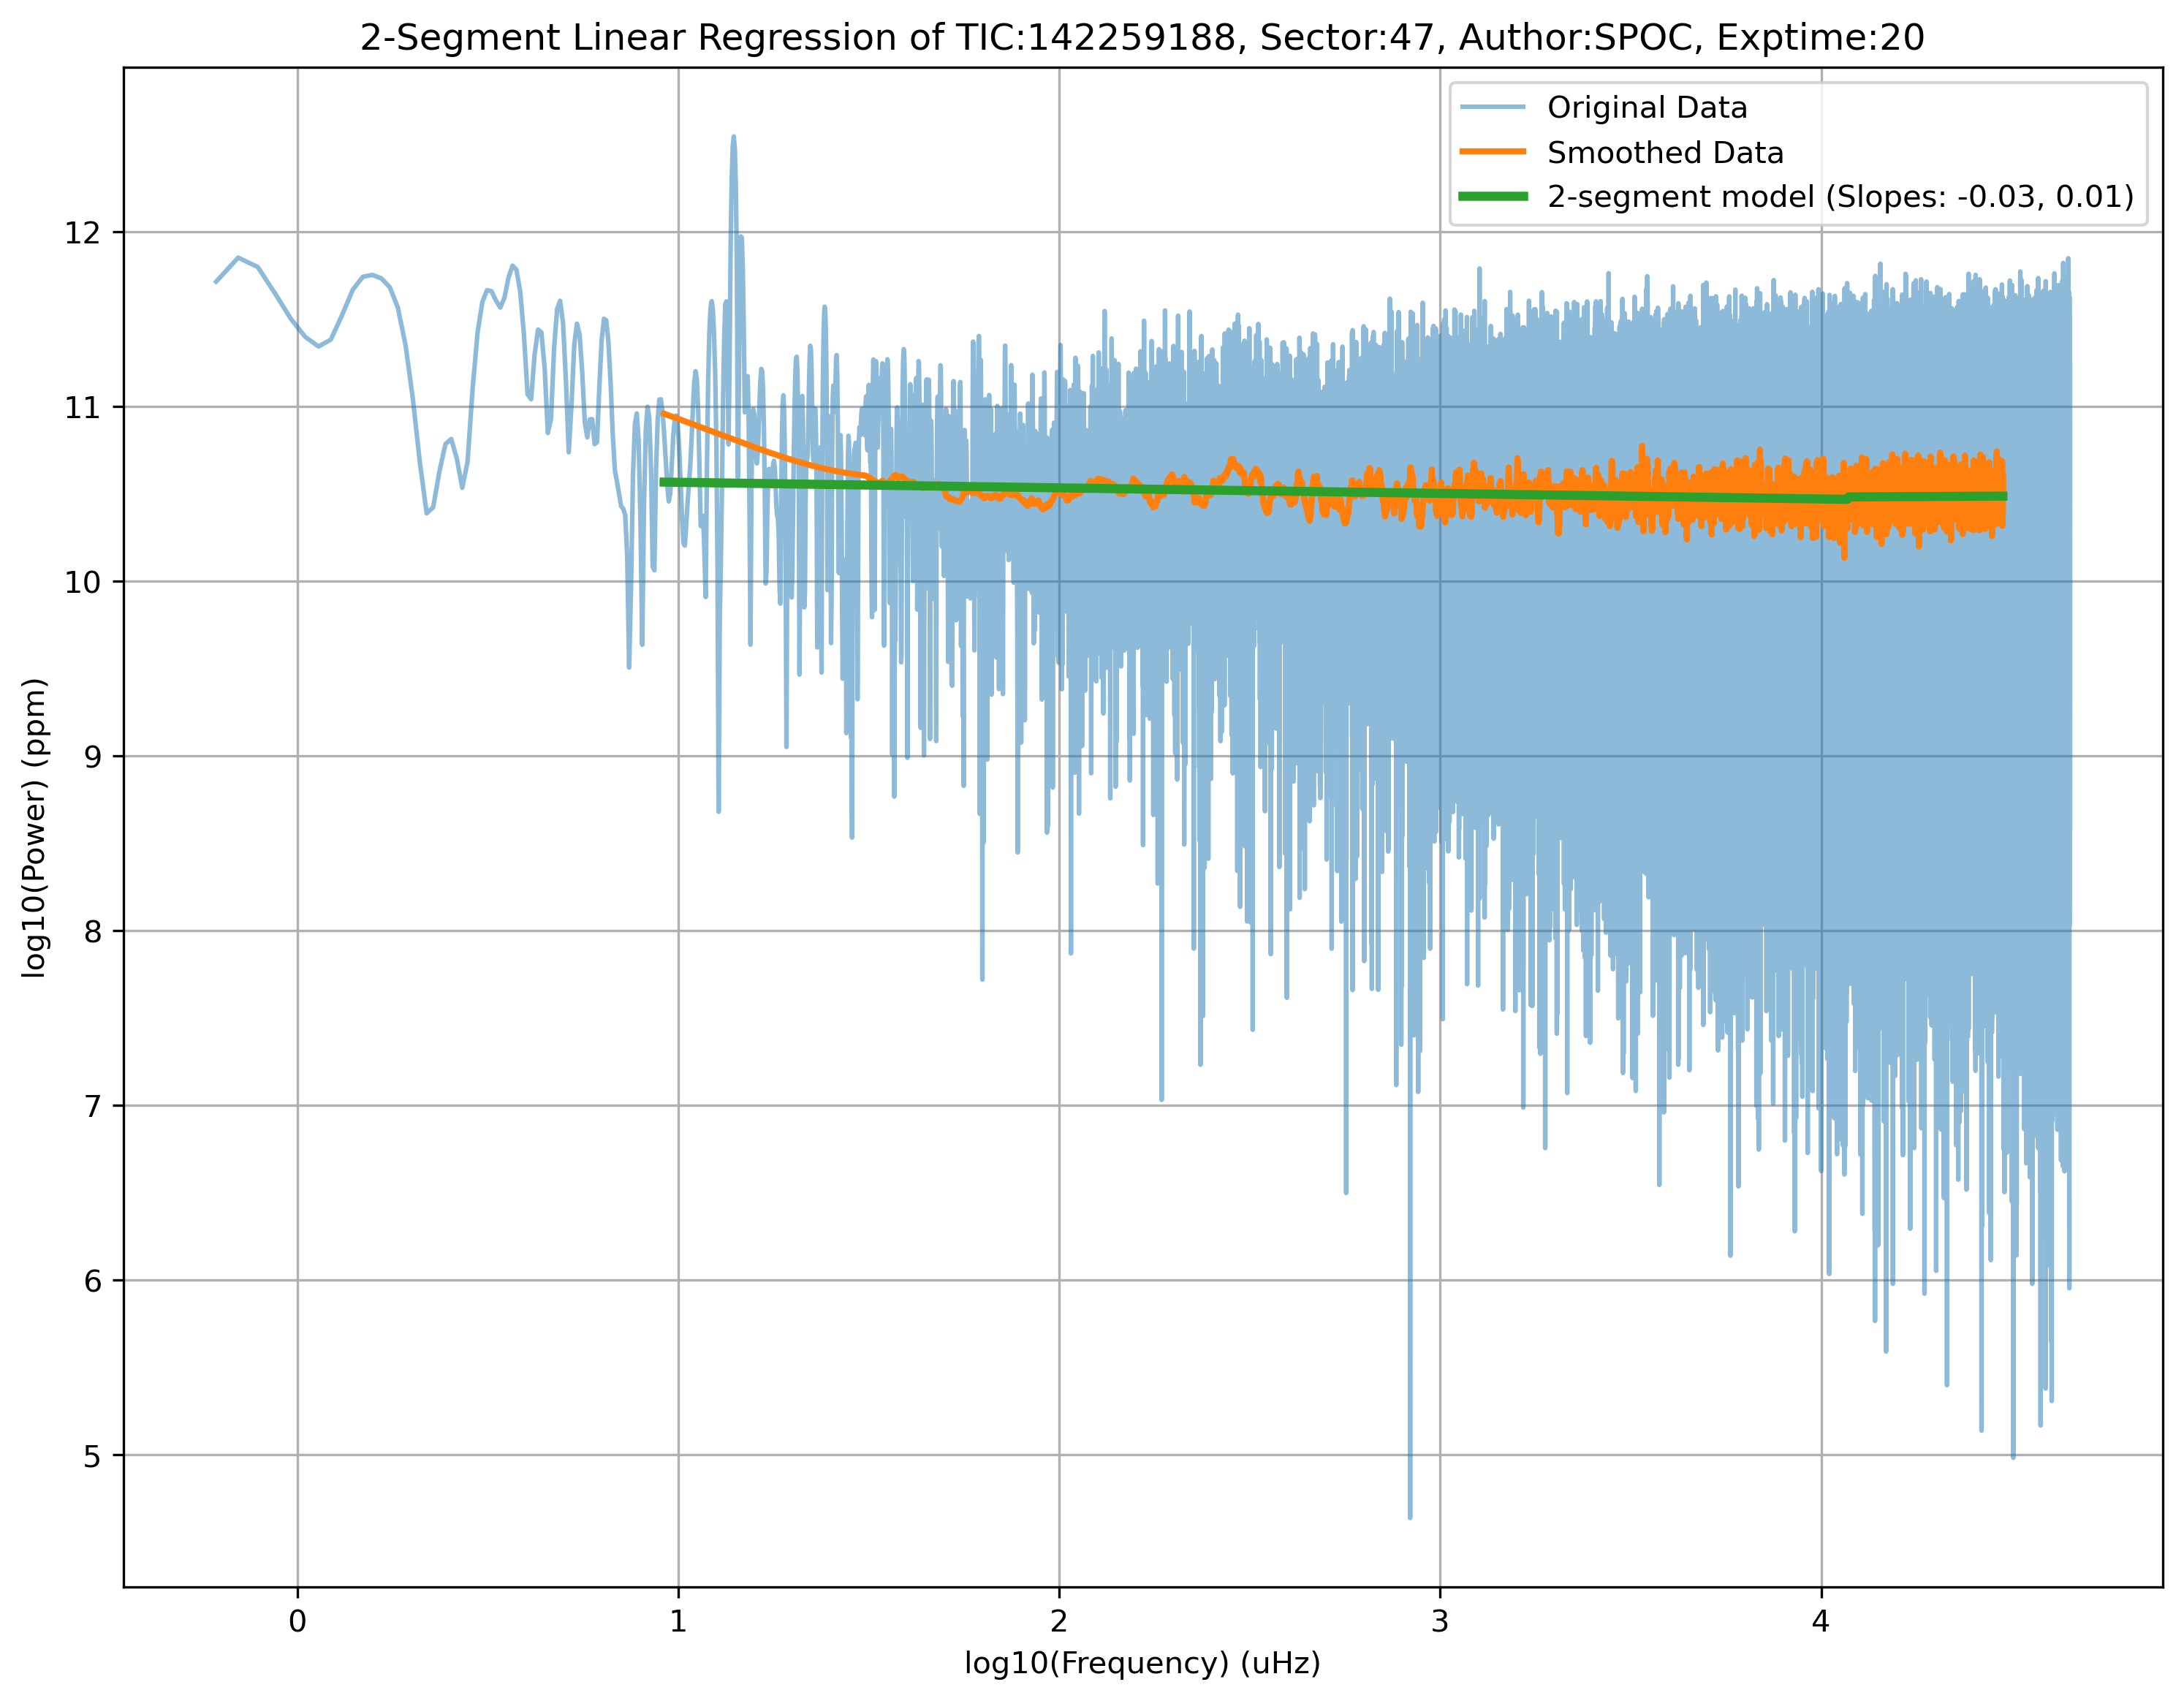 2-Segment Linear Regression of TIC:142259188, Sector:47, Author:SPOC, Exptime:20
Original Data
Smoothed Data
2-segment model (Slopes: -0.03, 0.01)
log10(Power) (ppm)
12
11
10
9
8
7
6
5
0 1 2 3 4
log10(Frequency) (uHz)